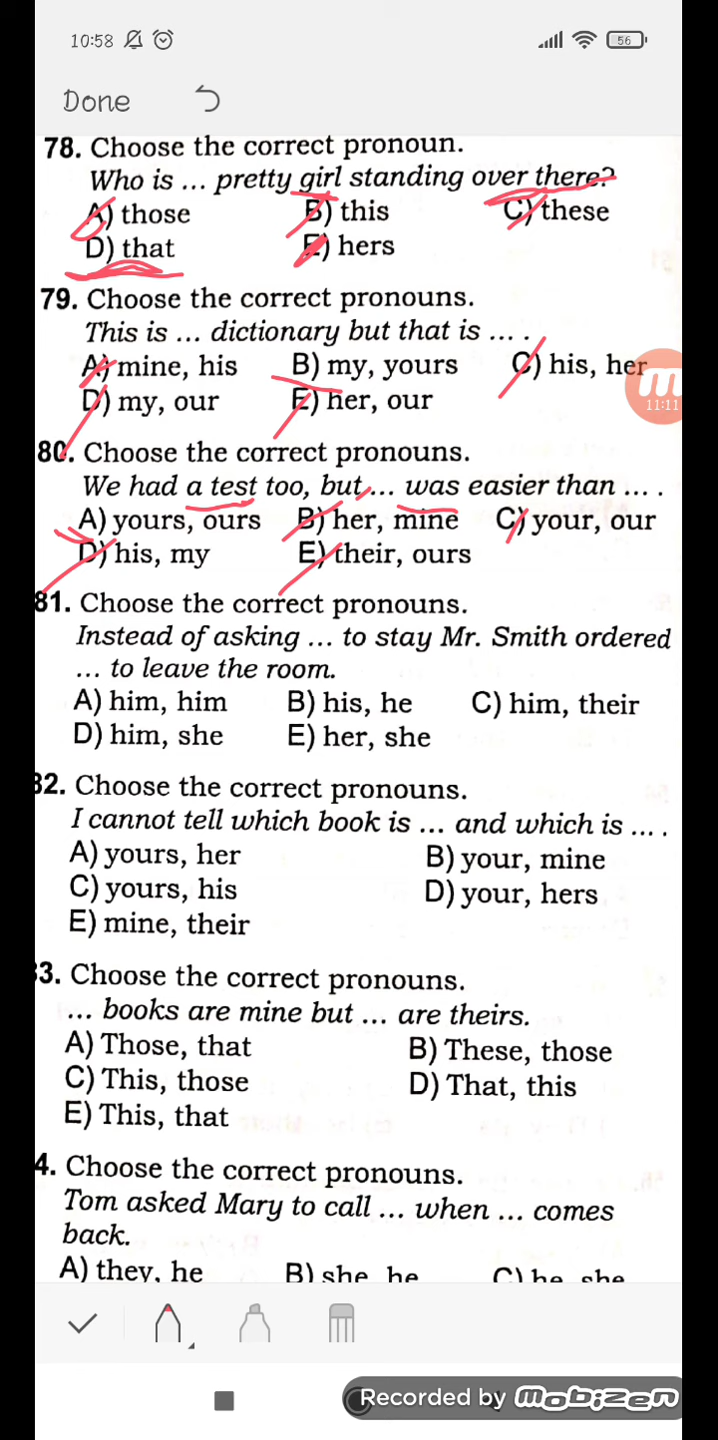 10:58
56
Done
78. Choose the correct pronoun.
Who is ... pretty girl standing over there?
A) those B) this C) these
D) that E) hers
79. Choose the correct pronouns.
This is ... dictionary but that is ... .
A) mine, his B) my, yours C) his, her
D) my, our E) her, our
11:11
80. Choose the correct pronouns.
We had a test too, but ... was easier than ... .
A) yours, ours B) her, mine C) your, our
D) his, my E) their, ours
81. Choose the correct pronouns.
Instead of asking ... to stay Mr. Smith ordered
... to leave the room.
A) him, him B) his, he C) him, their
D) him, she E) her, she
32. Choose the correct pronouns.
I cannot tell which book is ... and which is ... .
A) yours, her B) your, mine
C) yours, his D) your, hers
E) mine, their
3. Choose the correct pronouns.
... books are mine but ... are theirs.
A) Those, that B) These, those
C) This, those D) That, this
E) This, that
4. Choose the correct pronouns.
Tom asked Mary to call ... when ... comes
back.
A) they, he B) she, he C) he, she
Recorded by mobizen